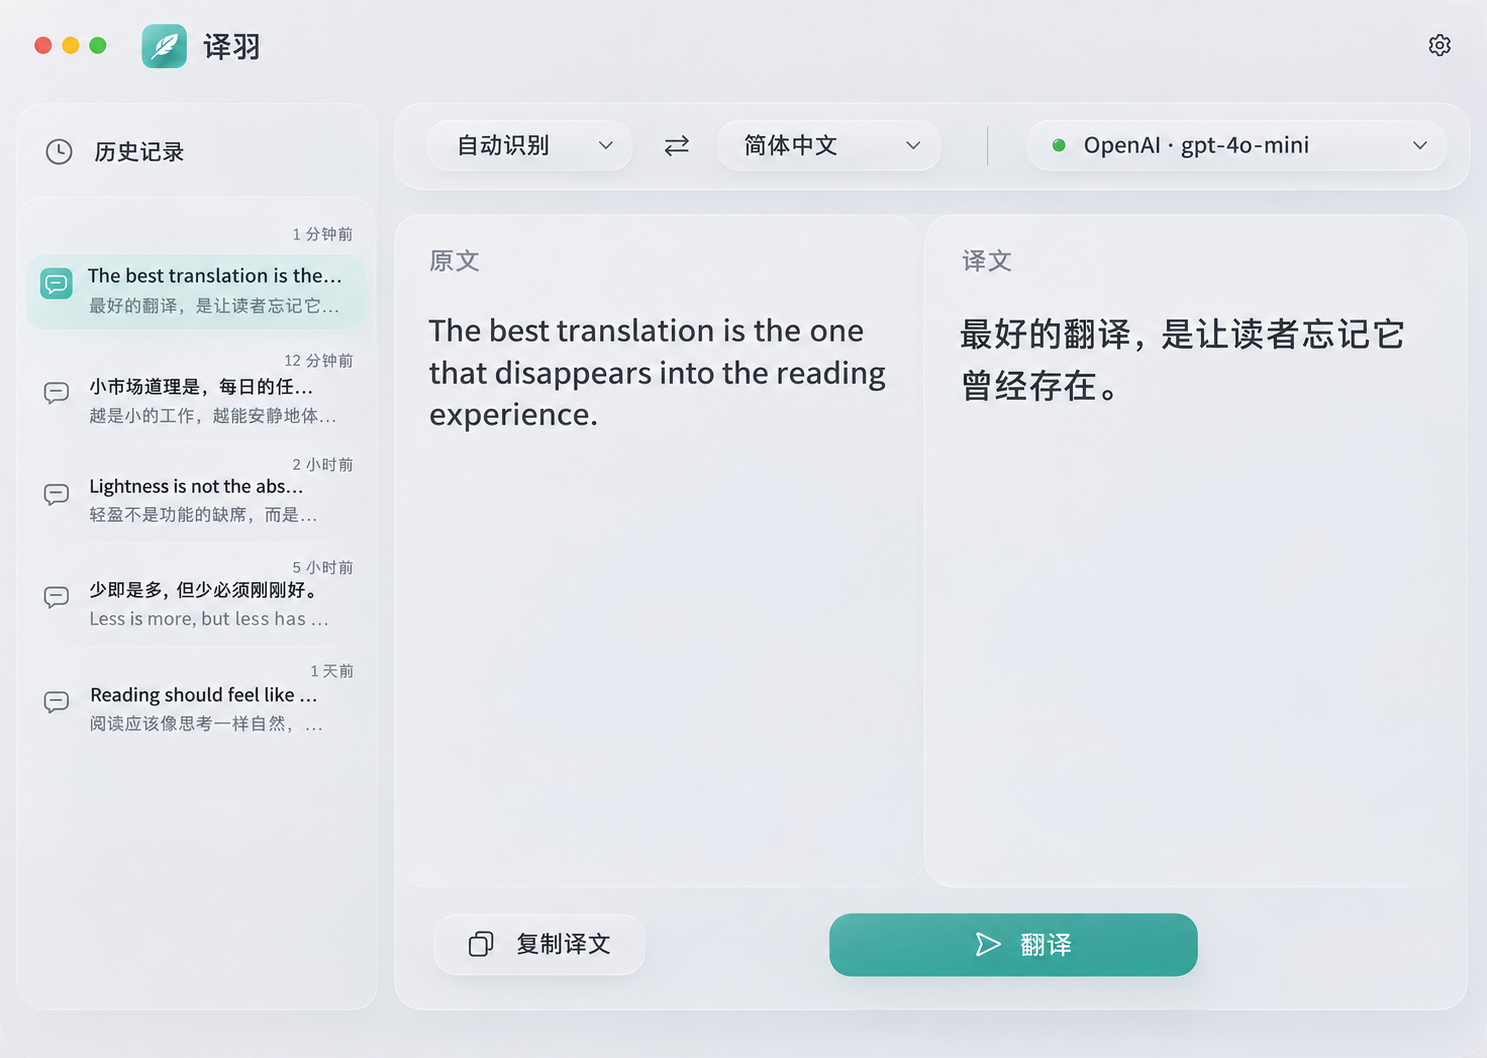 译羽
历史记录
1 分钟前
The best translation is the...
最好的翻译，是让读者忘记它...
12 分钟前
小市场道理是，每日的任...
越是小的工作，越能安静地体...
2 小时前
Lightness is not the abs...
轻盈不是功能的缺席，而是...
5 小时前
少即是多，但少必须刚刚好。
Less is more, but less has ...
1 天前
Reading should feel like ...
阅读应该像思考一样自然，...
自动识别
简体中文
OpenAI · gpt-4o-mini
原文
The best translation is the one
that disappears into the reading
experience.
译文
最好的翻译，是让读者忘记它
曾经存在。
复制译文
翻译